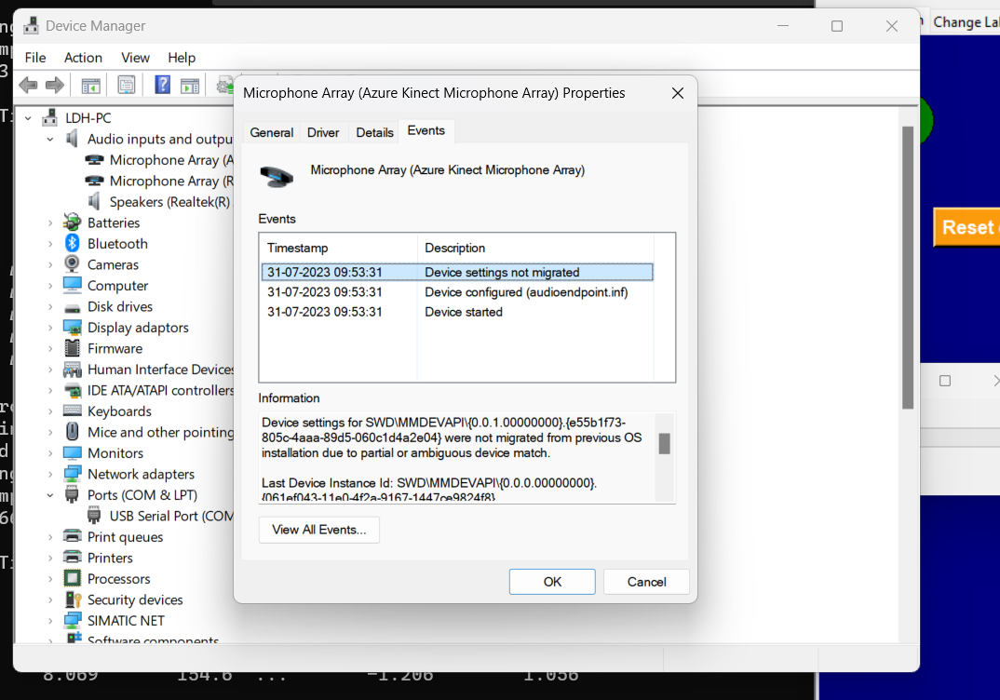 Device Manager
Change La
File Action View Help
LDH-PC
Audio inputs and outpu
Microphone Array (A
Microphone Array (R
Speakers (Realtek(R)
Batteries
Bluetooth
Cameras
Computer
Disk drives
Display adaptors
Firmware
Human Interface Devices
IDE ATA/ATAPI controllers
Keyboards
Mice and other pointing
Monitors
Network adapters
Ports (COM & LPT)
USB Serial Port (COM
Print queues
Printers
Processors
Security devices
SIMATIC NET
Software components
Microphone Array (Azure Kinect Microphone Array) Properties
General Driver Details Events
Microphone Array (Azure Kinect Microphone Array)
Events
Timestamp Description
31-07-2023 09:53:31 Device settings not migrated
31-07-2023 09:53:31 Device configured (audioendpoint.inf)
31-07-2023 09:53:31 Device started
Information
Device settings for SWD\MMDEVAPI\{0.0.1.00000000}.{e55b1f73-
805c-4aaa-89d5-060c1d4a2e04} were not migrated from previous OS
installation due to partial or ambiguous device match.
Last Device Instance Id: SWD\MMDEVAPI\{0.0.0.00000000}.
{061ef043-11e0-4f2a-9167-1447ce9824f8}
View All Events...
OK Cancel
Reset
8.069 154.6 ... -1.206 1.056